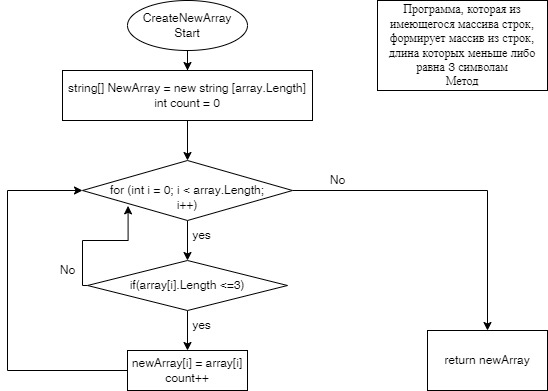 CreateNewArray
Start
Программа, которая из
имеющегося массива строк,
формирует массив из строк,
длина которых меньше либо
равна 3 символам
Метод
string[] NewArray = new string [array.Length]
int count = 0
for (int i = 0; i < array.Length;
i++)
No
yes
No
if(array[i].Length <=3)
yes
newArray[i] = array[i]
count++
return newArray